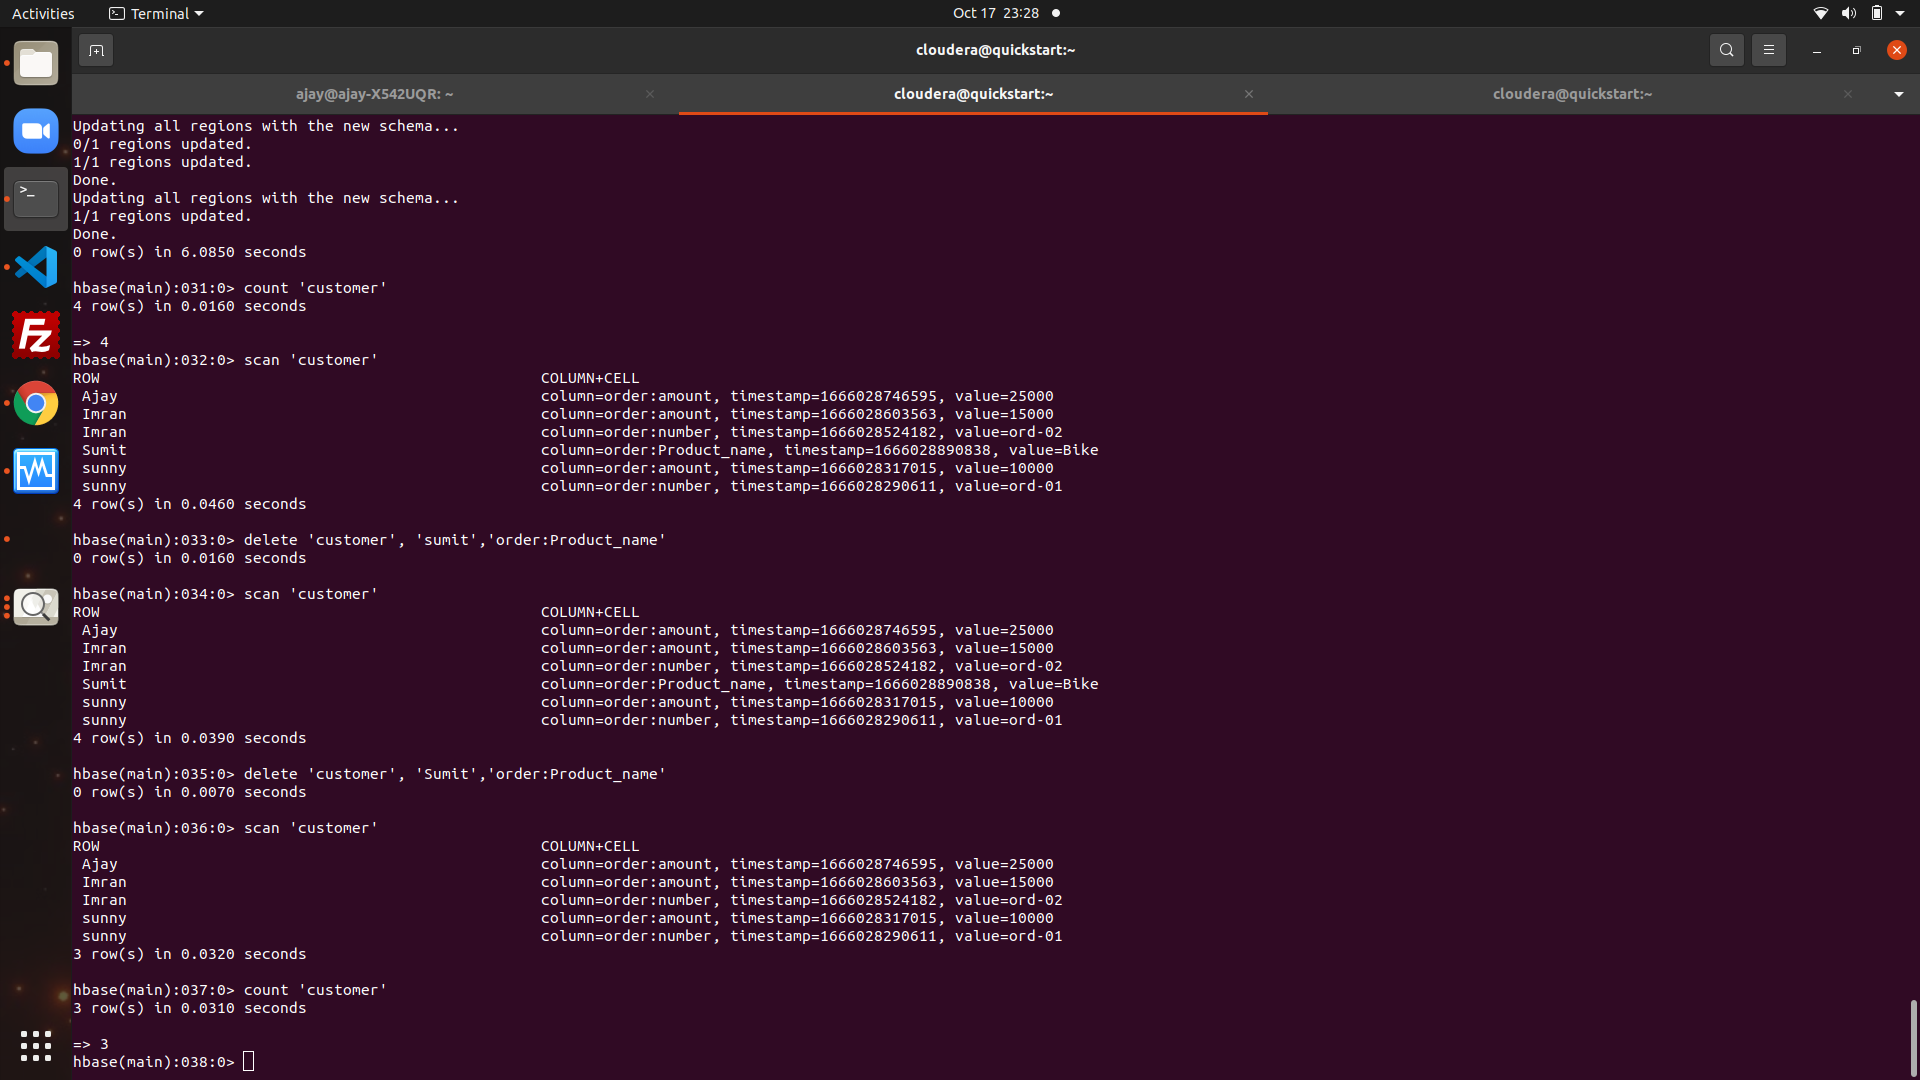 Activities
Terminal
Oct 17 23:28
cloudera@quickstart:~
ajay@ajay-X542UQR: ~
cloudera@quickstart:~
cloudera@quickstart:~
Updating all regions with the new schema...
0/1 regions updated.
1/1 regions updated.
Done.
Updating all regions with the new schema...
1/1 regions updated.
Done.
0 row(s) in 6.0850 seconds
hbase(main):031:0> count 'customer'
4 row(s) in 0.0160 seconds
=> 4
hbase(main):032:0> scan 'customer'
ROW COLUMN+CELL
Ajay column=order:amount, timestamp=1666028746595, value=25000
Imran column=order:amount, timestamp=1666028603563, value=15000
Imran column=order:number, timestamp=1666028524182, value=ord-02
Sumit column=order:Product_name, timestamp=1666028890838, value=Bike
sunny column=order:amount, timestamp=1666028317015, value=10000
sunny column=order:number, timestamp=1666028290611, value=ord-01
4 row(s) in 0.0460 seconds
hbase(main):033:0> delete 'customer', 'sumit','order:Product_name'
0 row(s) in 0.0160 seconds
hbase(main):034:0> scan 'customer'
ROW COLUMN+CELL
Ajay column=order:amount, timestamp=1666028746595, value=25000
Imran column=order:amount, timestamp=1666028603563, value=15000
Imran column=order:number, timestamp=1666028524182, value=ord-02
Sumit column=order:Product_name, timestamp=1666028890838, value=Bike
sunny column=order:amount, timestamp=1666028317015, value=10000
sunny column=order:number, timestamp=1666028290611, value=ord-01
4 row(s) in 0.0390 seconds
hbase(main):035:0> delete 'customer', 'Sumit','order:Product_name'
0 row(s) in 0.0070 seconds
hbase(main):036:0> scan 'customer'
ROW COLUMN+CELL
Ajay column=order:amount, timestamp=1666028746595, value=25000
Imran column=order:amount, timestamp=1666028603563, value=15000
Imran column=order:number, timestamp=1666028524182, value=ord-02
sunny column=order:amount, timestamp=1666028317015, value=10000
sunny column=order:number, timestamp=1666028290611, value=ord-01
3 row(s) in 0.0320 seconds
hbase(main):037:0> count 'customer'
3 row(s) in 0.0310 seconds
=> 3
hbase(main):038:0>